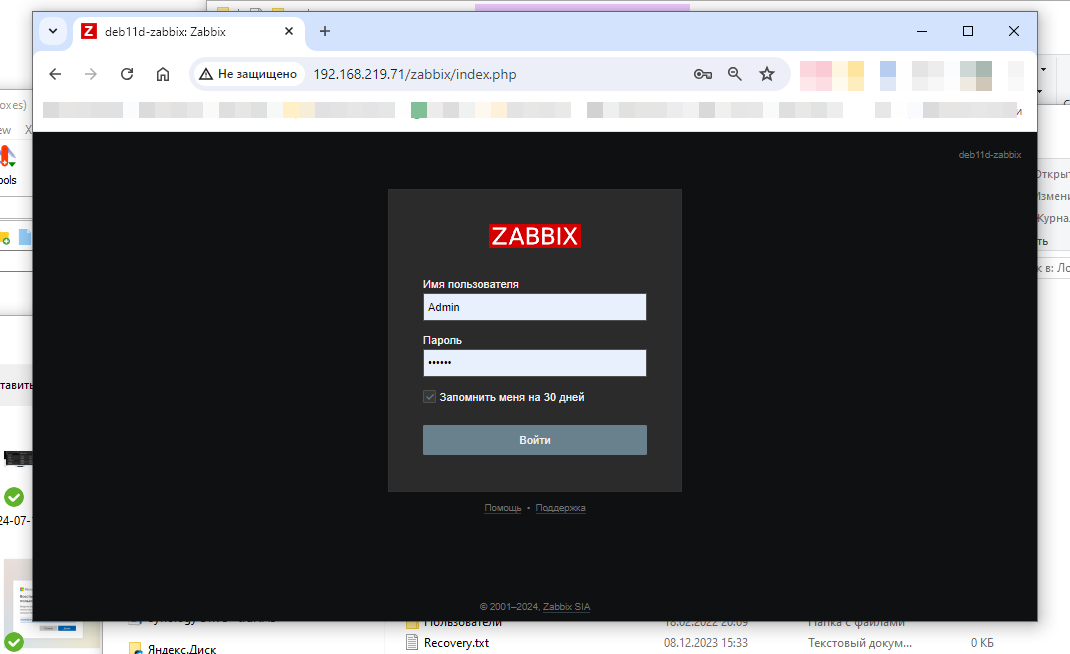 deb11d-zabbix: Zabbix
Не защищено
192.168.219.71/zabbix/index.php
oxes)
ew
ools
deb11d-zabbix
ZABBIX
Имя пользователя
Admin
Пароль
••••••
Запомнить меня на 30 дней
Войти
Помощь • Поддержка
© 2001–2024, Zabbix SIA
Открыт
Измени
Журна
ть
к в: Ло
тавить
24-07-
Пользователи 18.02.2022 20:09 Папка с файлами
Яндекс.Диск
Recovery.txt 08.12.2023 15:33 Текстовый докум... 0 КБ